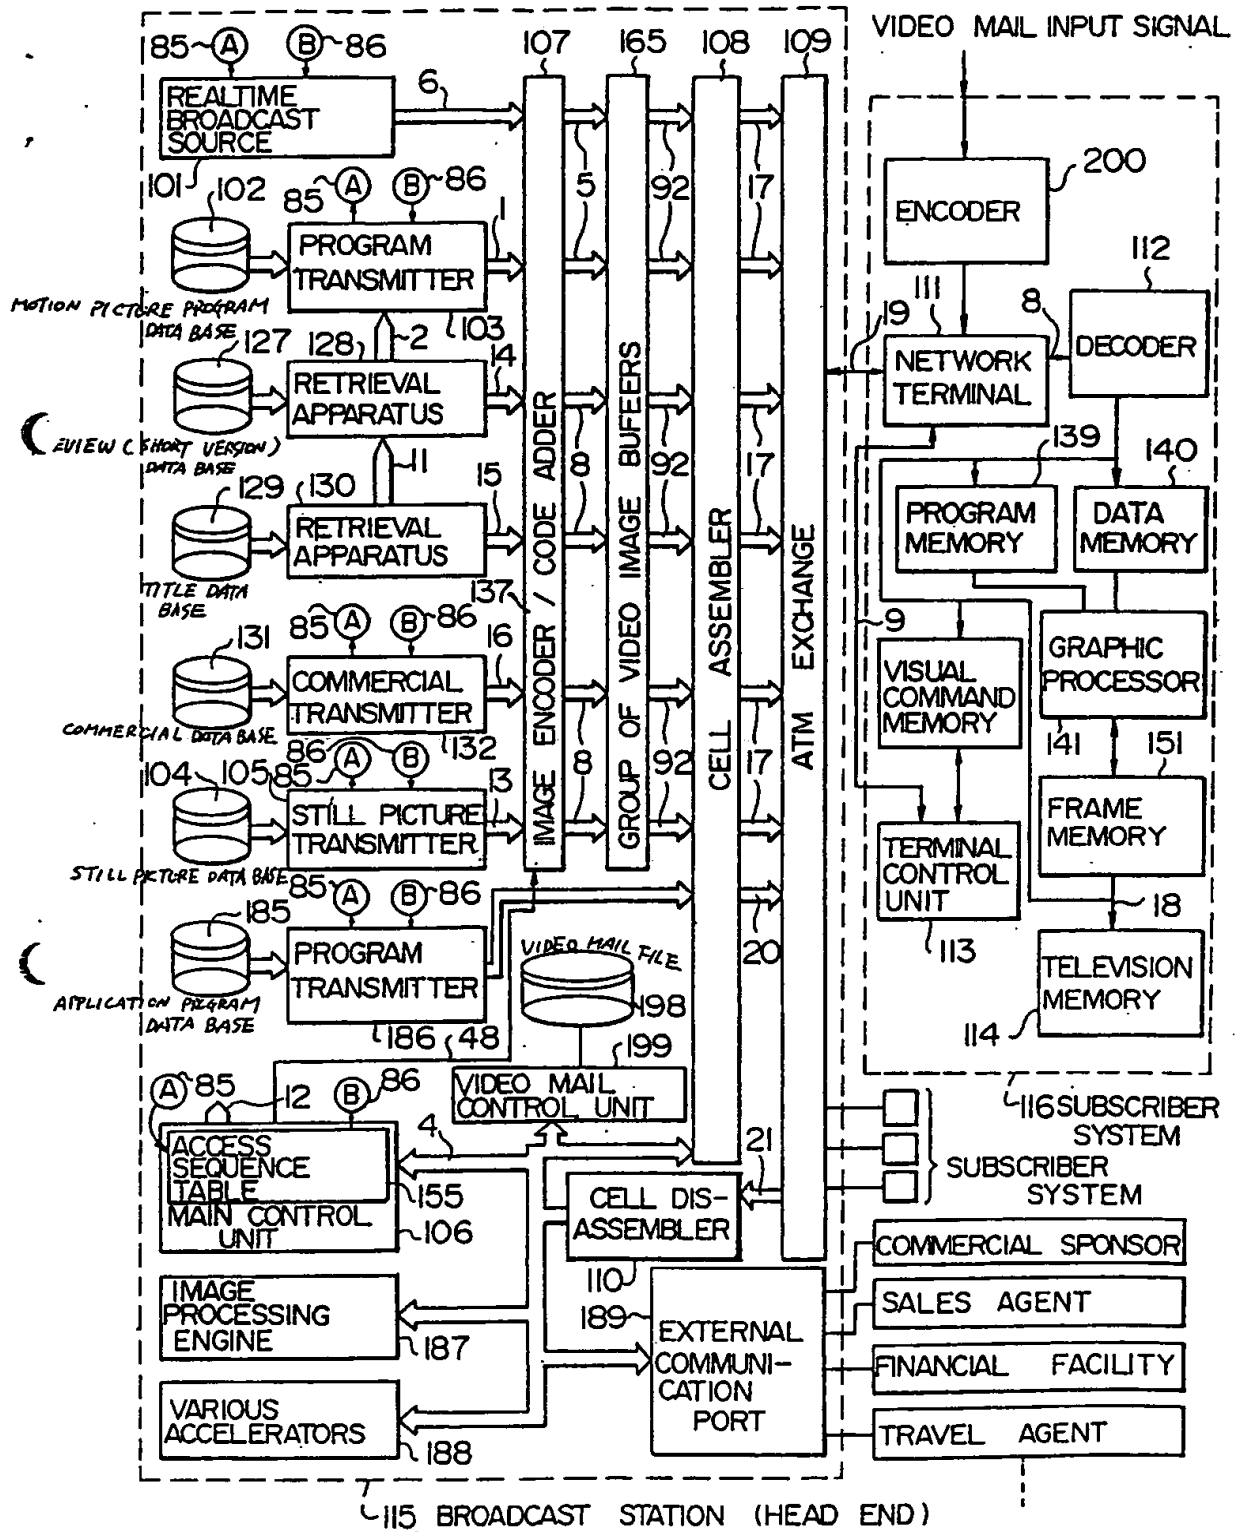 VIDEO MAIL INPUT SIGNAL
85 A B 86
107 165 108 109
REALTIME
BROADCAST
SOURCE
6
101
5 92 17
102
85 A B 86
1
PROGRAM
TRANSMITTER
MOTION PICTURE PROGRAM
DATA BASE
103
2
127
128
14
RETRIEVAL
APPARATUS
EVIEW (SHORT VERSION)
DATA BASE
11
8 92 17
129
130
15
RETRIEVAL
APPARATUS
TITLE DATA
BASE
137
85 A B 86
131
16
COMMERCIAL
TRANSMITTER
COMMERCIAL DATA BASE
132
86
104
105
85 A B
13
STILL PICTURE
TRANSMITTER
STILL PICTURE DATA BASE
8 92 17
85 A B 86
185
PROGRAM
TRANSMITTER
APPLICATION PROGRAM
DATA BASE
186
48
20
IMAGE ENCODER / CODE ADDER
GROUP OF VIDEO IMAGE BUFFERS
CELL ASSEMBLER
ATM EXCHANGE
VIDEO MAIL FILE
198
199
VIDEO MAIL
CONTROL UNIT
A 85
12
B 86
ACCESS
SEQUENCE
TABLE
155
MAIN CONTROL
UNIT
106
4
21
CELL DIS-
ASSEMBLER
110
IMAGE
PROCESSING
ENGINE
187
VARIOUS
ACCELERATORS
188
189
EXTERNAL
COMMUNI-
CATION
PORT
115 BROADCAST STATION (HEAD END)
200
ENCODER
112
111
19
8
NETWORK
TERMINAL
DECODER
139
140
PROGRAM
MEMORY
DATA
MEMORY
9
VISUAL
COMMAND
MEMORY
GRAPHIC
PROCESSOR
141
151
FRAME
MEMORY
TERMINAL
CONTROL
UNIT
113
18
TELEVISION
MEMORY
114
116 SUBSCRIBER
SYSTEM
SUBSCRIBER
SYSTEM
COMMERCIAL SPONSOR
SALES AGENT
FINANCIAL FACILITY
TRAVEL AGENT